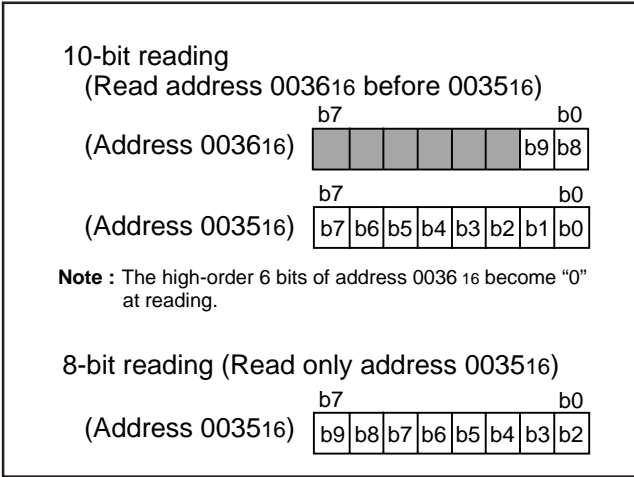 10-bit reading
(Read address 003616 before 003516)
b7 b0
(Address 003616) b9 b8
b7 b0
(Address 003516) b7 b6 b5 b4 b3 b2 b1 b0
Note : The high-order 6 bits of address 0036 16 become “0”
at reading.
8-bit reading (Read only address 003516)
b7 b0
(Address 003516) b9 b8 b7 b6 b5 b4 b3 b2